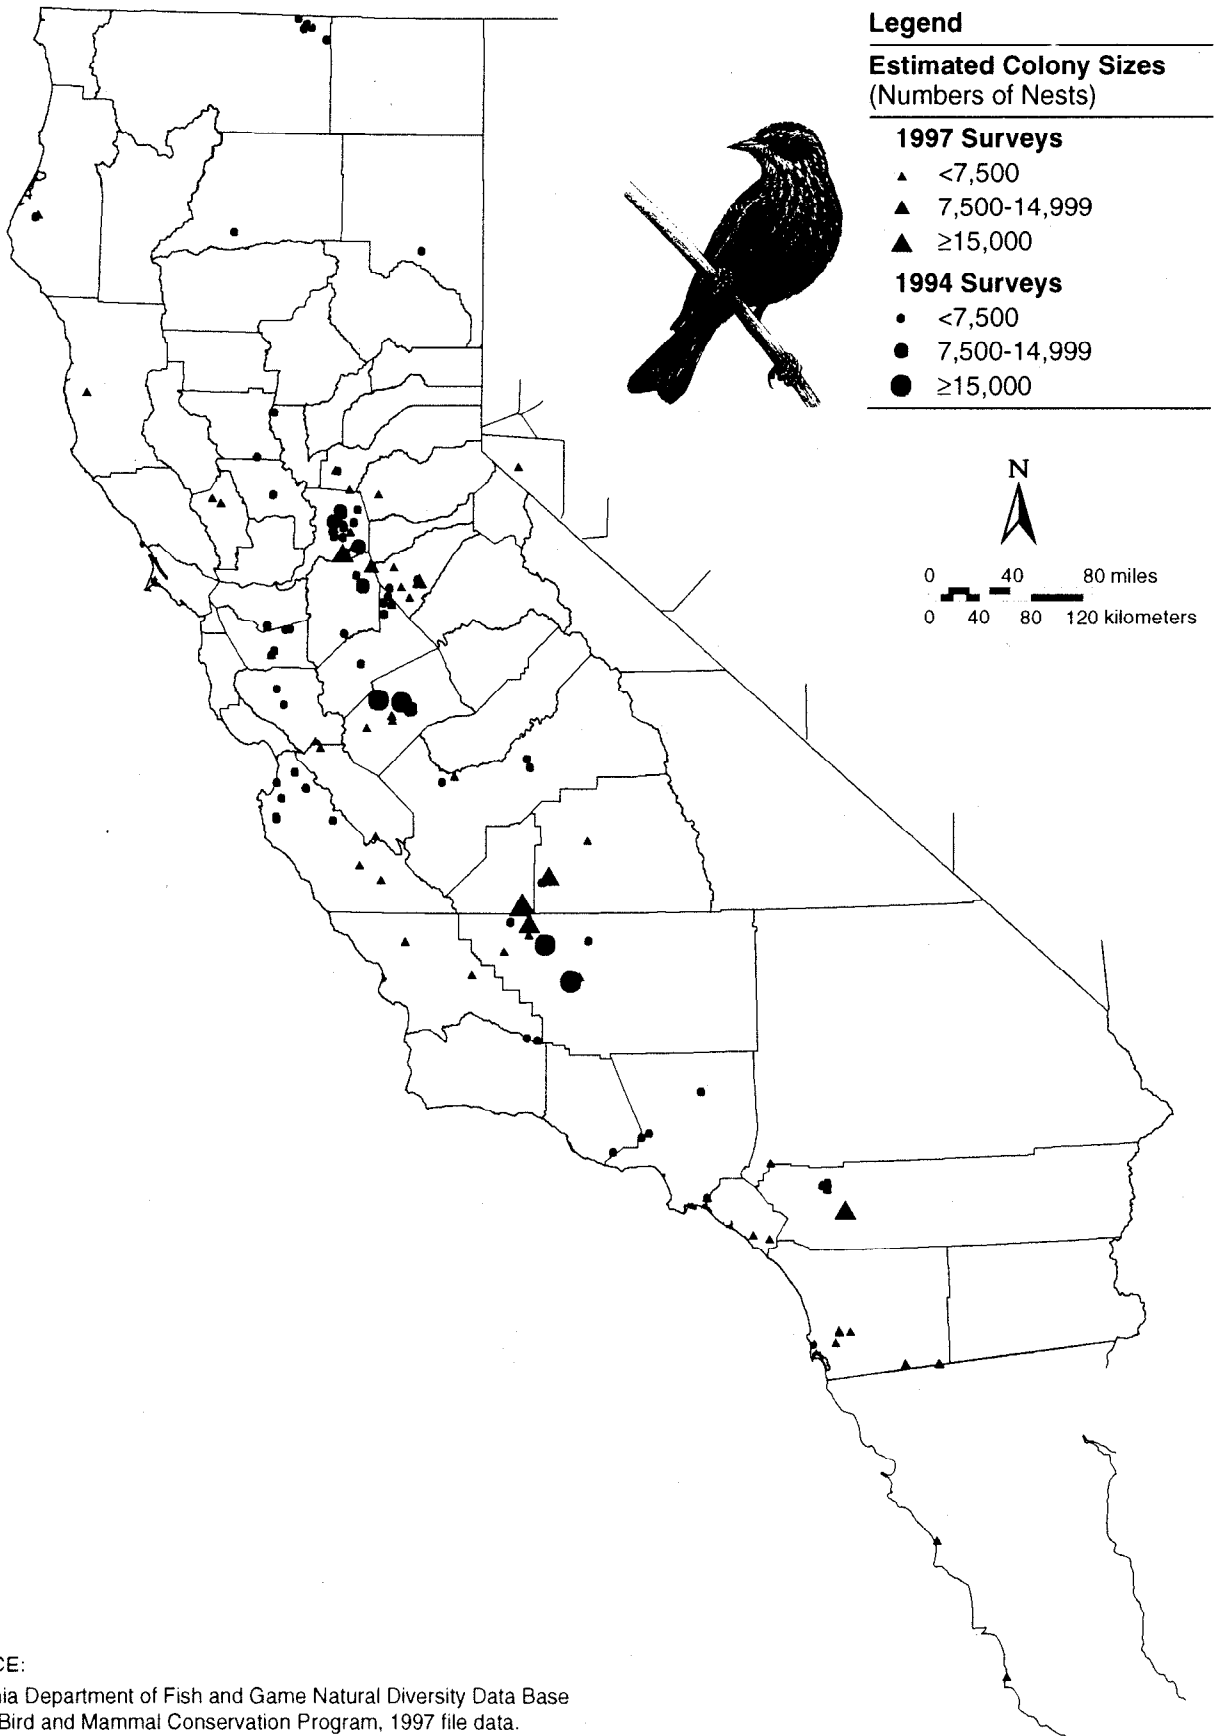 Legend
Estimated Colony Sizes
(Numbers of Nests)
1997 Surveys
<7,500
7,500-14,999
≥15,000
1994 Surveys
<7,500
7,500-14,999
≥15,000
N
0 40 80 miles
0 40 80 120 kilometers
CE:
nia Department of Fish and Game Natural Diversity Data Base
Bird and Mammal Conservation Program, 1997 file data.